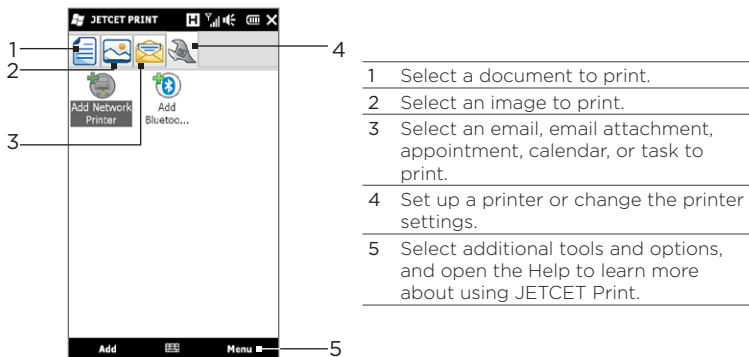 JETCET PRINT
H
1
2
3
4
Add Network
Printer
Add
Bluetoo...
Add
Menu
5
1 Select a document to print.
2 Select an image to print.
3 Select an email, email attachment,
appointment, calendar, or task to
print.
4 Set up a printer or change the printer
settings.
5 Select additional tools and options,
and open the Help to learn more
about using JETCET Print.